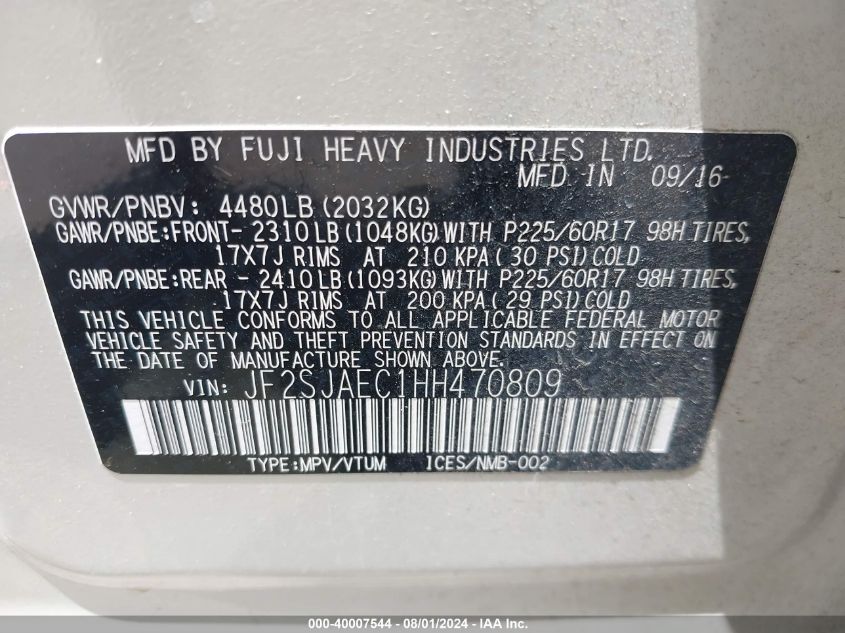 MFD BY FUJI HEAVY INDUSTRIES LTD.
MFD IN 09/16
GVWR/PNBV: 4480LB(2032KG)
GAWR/PNBE:FRONT- 2310LB(1048KG)WITH P225/60R17 98H TIRES,
17X7J RIMS AT 210 KPA(30 PSI)COLD
GAWR/PNBE:REAR - 2410LB(1093KG)WITH P225/60R17 98H TIRES,
17X7J RIMS AT 200 KPA(29 PSI)COLD
THIS VEHICLE CONFORMS TO ALL APPLICABLE FEDERAL MOTOR
VEHICLE SAFETY AND THEFT PREVENTION STANDARDS IN EFFECT ON
THE DATE OF MANUFACTURE SHOWN ABOVE.
VIN: JF2SJAEC1HH470809
TYPE:MPV/VTUM ICES/NMB-002
000-40007544 - 08/01/2024 - IAA Inc.